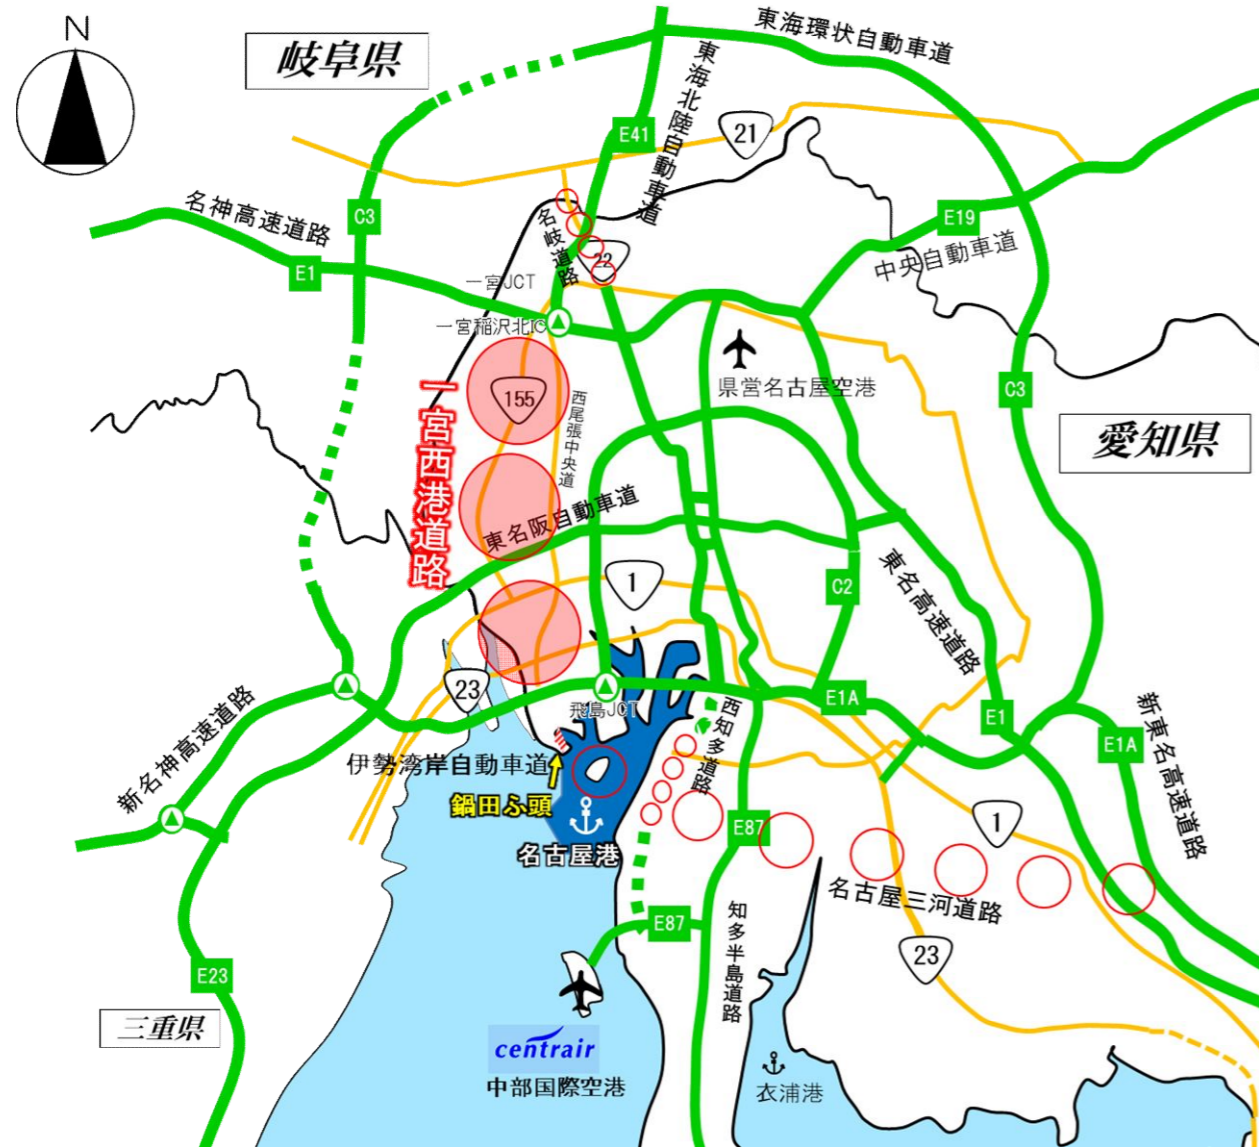 N
岐阜県
東海環状自動車道
東海北陸自動車道
E41
21
名神高速道路
C3
E19
中央自動車道
名岐道路
22
E1
一宮JCT
一宮稲沢北IC
県営名古屋空港
C3
愛知県
155
西尾張中央道
一宮西港道路
東名阪自動車道
1
C2
東名高速道路
23
E1A
E1
新東名高速道路
E1A
新名神高速道路
飛島JCT
西知多道路
伊勢湾岸自動車道
鍋田ふ頭
名古屋港
E87
1
名古屋三河道路
E87
知多半島道路
23
E23
三重県
centrair
中部国際空港
衣浦港